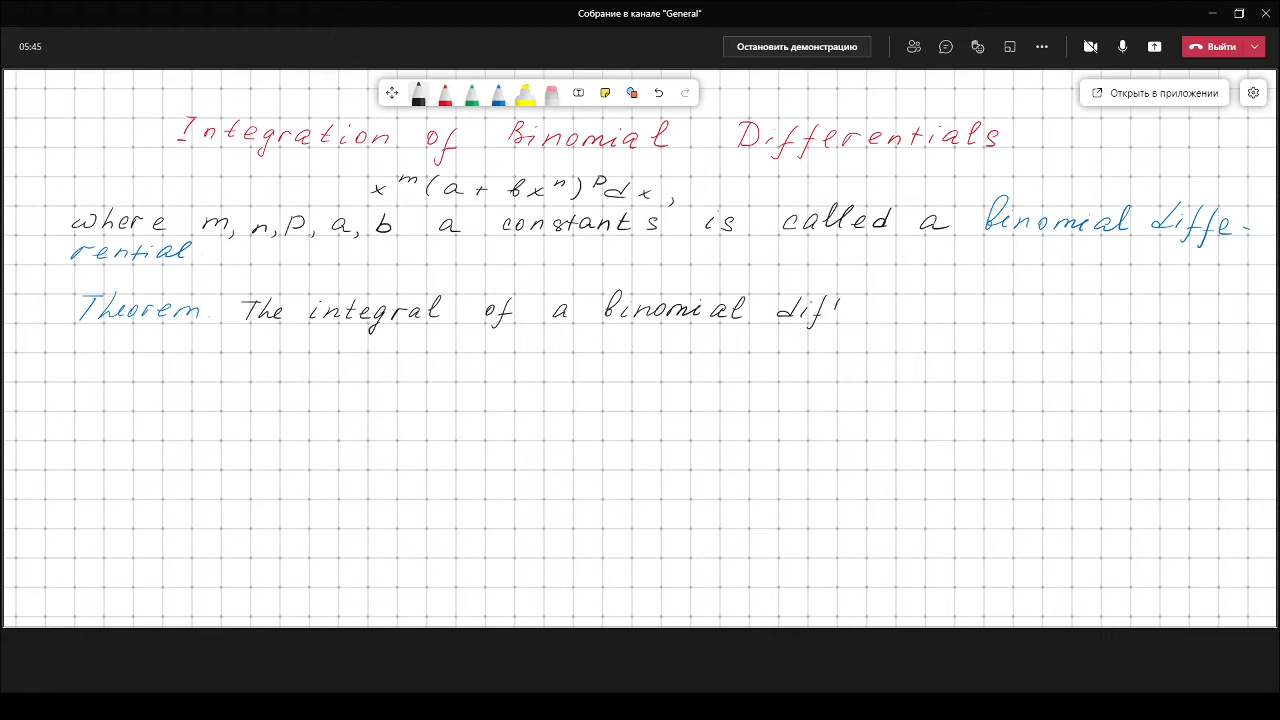 Собрание в канале "General"
05:45
Остановить демонстрацию
Выйти
Открыть в приложении
Integration of Binomial Differentials
x^m(a + bx^n)^p dx,
where m, n, p, a, b a constants is called a binomial diffe-
rential
Theorem. The integral of a binomial dif